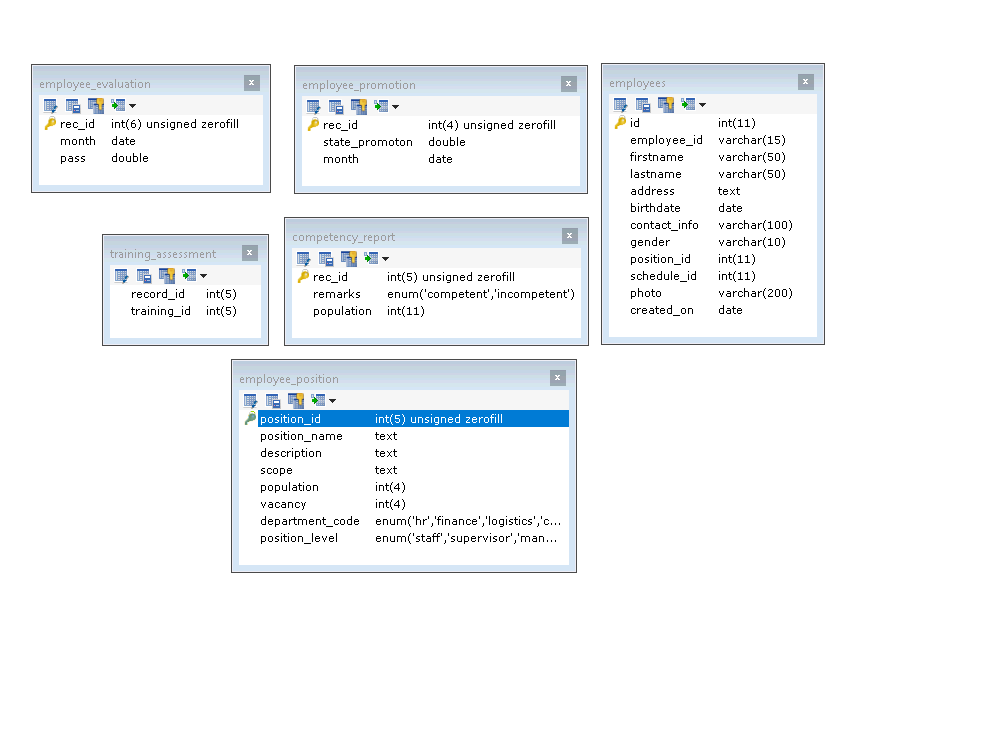 employee_evaluation
rec_id int(6) unsigned zerofill
month date
pass double
employee_promotion
rec_id int(4) unsigned zerofill
state_promoton double
month date
employees
id int(11)
employee_id varchar(15)
firstname varchar(50)
lastname varchar(50)
address text
birthdate date
contact_info varchar(100)
gender varchar(10)
position_id int(11)
schedule_id int(11)
photo varchar(200)
created_on date
training_assessment
record_id int(5)
training_id int(5)
competency_report
rec_id int(5) unsigned zerofill
remarks enum('competent','incompetent')
population int(11)
employee_position
position_id int(5) unsigned zerofill
position_name text
description text
scope text
population int(4)
vacancy int(4)
department_code enum('hr','finance','logistics','c...
position_level enum('staff','supervisor','man...